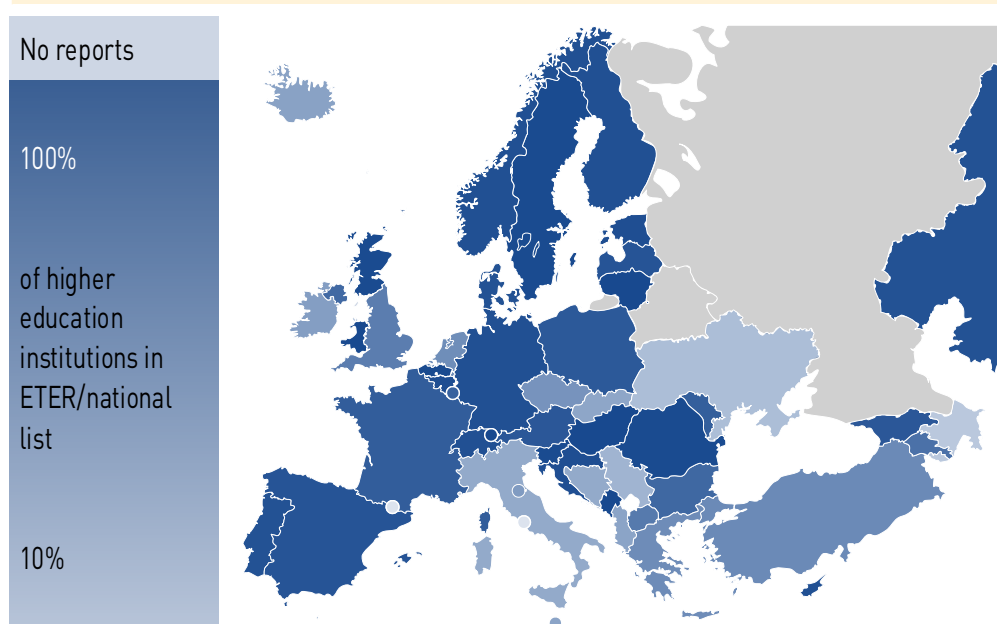 No reports
100%
of higher
education
institutions in
ETER/national
list
10%